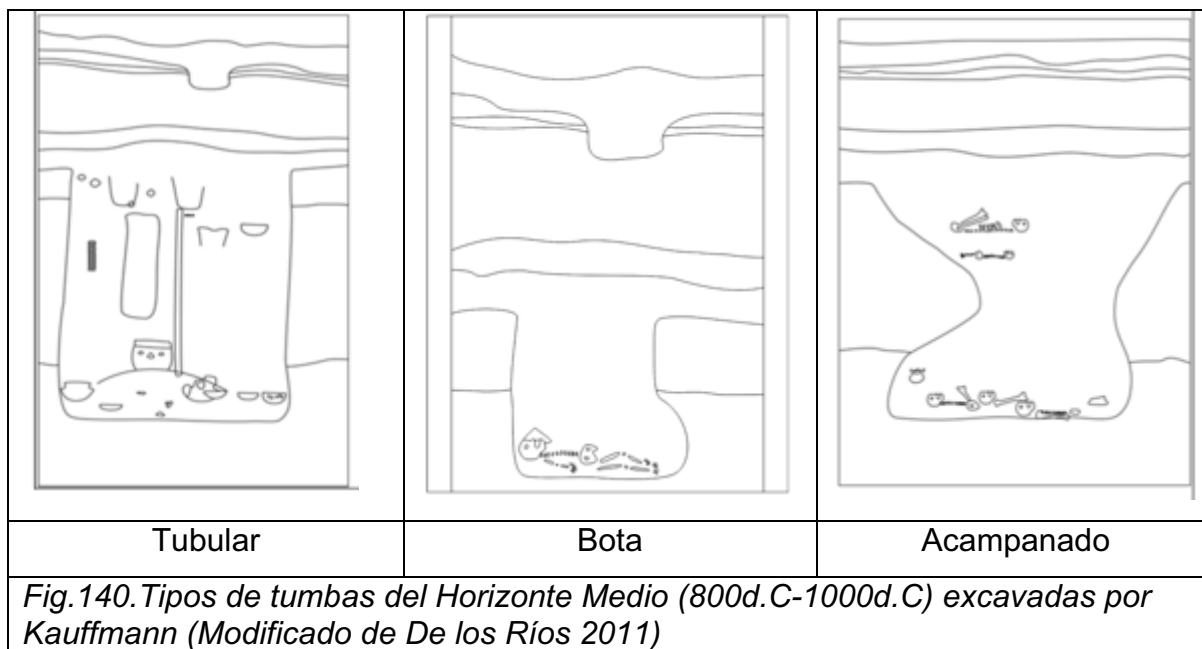 Tubular
Bota
Acampanado
Fig.140.Tipos de tumbas del Horizonte Medio (800d.C-1000d.C) excavadas por
Kauffmann (Modificado de De los Ríos 2011)